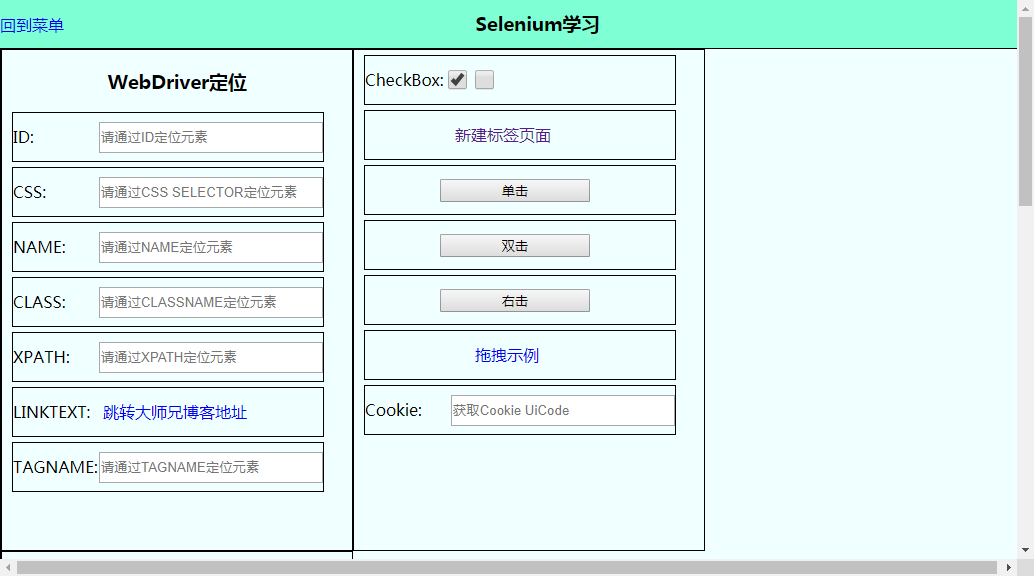 回到菜单
Selenium学习
WebDriver定位
ID: 请通过ID定位元素
CSS: 请通过CSS SELECTOR定位元素
NAME: 请通过NAME定位元素
CLASS: 请通过CLASSNAME定位元素
XPATH: 请通过XPATH定位元素
LINKTEXT: 跳转大师兄博客地址
TAGNAME: 请通过TAGNAME定位元素
CheckBox:
新建标签页面
单击
双击
右击
拖拽示例
Cookie: 获取Cookie UiCode